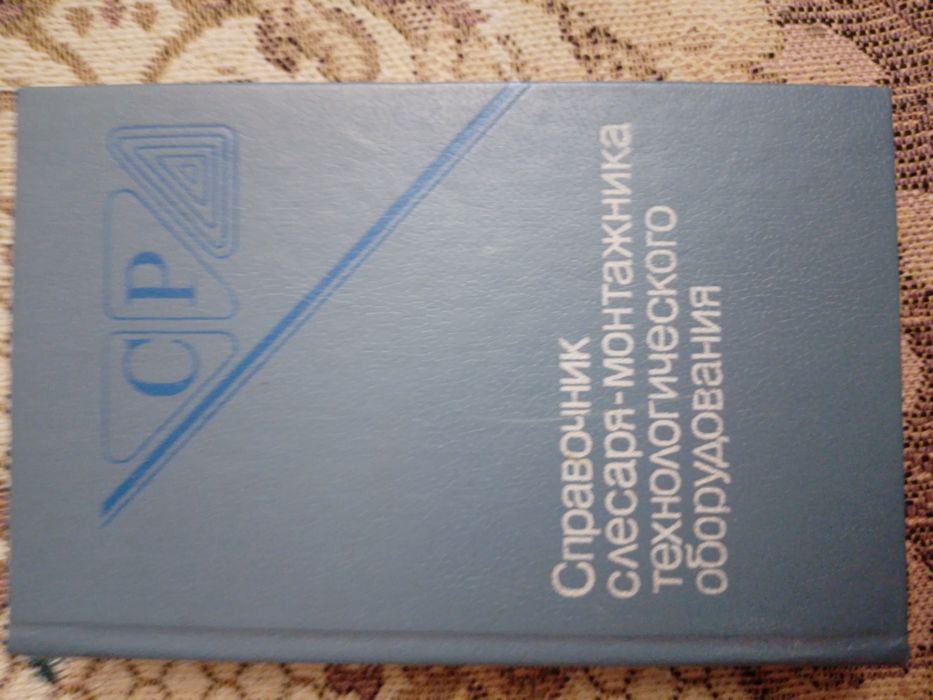 СР
Справочник
слесаря-монтажника
технологического
оборудования